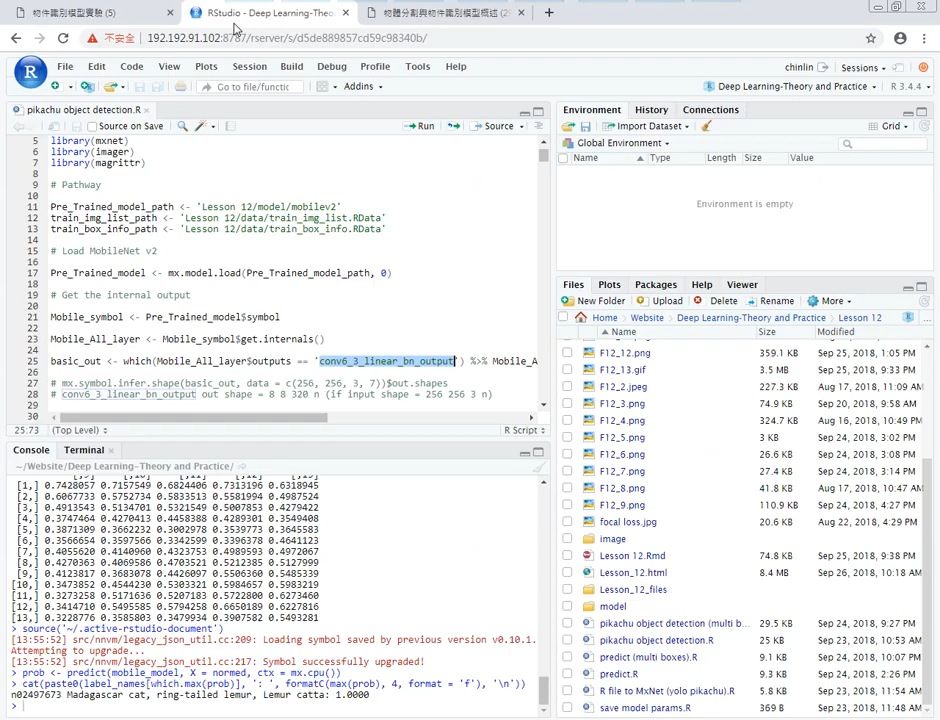 物件識別模型實驗 (5)
RStudio - Deep Learning-Theo
物體分割與物件識別模型概述 (25
不安全
192.192.91.102:8787/rserver/s/d5de889857cd59c98340b/
File Edit Code View Plots Session Build Debug Profile Tools Help
chinlin
Sessions
Go to file/functic
Addins
Deep Learning-Theory and Practice
R 3.4.4
pikachu object detection.R
Source on Save
Run
Source
5 library(mxnet)
6 library(imager)
7 library(magrittr)
8
9 # Pathway
10
11 Pre_Trained_model_path <- 'Lesson 12/model/mobilev2'
12 train_img_list_path <- 'Lesson 12/data/train_img_list.RData'
13 train_box_info_path <- 'Lesson 12/data/train_box_info.RData'
14
15 # Load MobileNet v2
16
17 Pre_Trained_model <- mx.model.load(Pre_Trained_model_path, 0)
18
19 # Get the internal output
20
21 Mobile_symbol <- Pre_Trained_model$symbol
22
23 Mobile_All_layer <- Mobile_symbol$get.internals()
24
25 basic_out <- which(Mobile_All_layer$outputs == 'conv6_3_linear_bn_output') %>% Mobile_A
26
27 # mx.symbol.infer.shape(basic_out, data = c(256, 256, 3, 7))$out.shapes
28 # conv6_3_linear_bn_output out shape = 8 8 320 n (if input shape = 256 256 3 n)
29
30
25:73 (Top Level) R Script
Console Terminal
~/Website/Deep Learning-Theory and Practice/
[1,] 0.7428057 0.7157549 0.6824406 0.7313196 0.6318945
[2,] 0.6067733 0.5752734 0.5833513 0.5581994 0.4987524
[3,] 0.4913543 0.5134701 0.5321549 0.5007853 0.4279422
[4,] 0.3747464 0.4270413 0.4458388 0.4289301 0.3549408
[5,] 0.3871309 0.3662232 0.3002978 0.3539773 0.3645583
[6,] 0.3566654 0.3597566 0.3342599 0.3396128 0.4641123
[7,] 0.4055620 0.4140960 0.4323753 0.4989593 0.4972067
[8,] 0.4270363 0.4069586 0.4703521 0.5212385 0.5127999
[9,] 0.4123817 0.3683078 0.4426097 0.5506360 0.5485339
[10,] 0.3473852 0.4544230 0.5303321 0.5984657 0.5983219
[11,] 0.3273258 0.5171636 0.5207183 0.5722800 0.6273460
[12,] 0.3414710 0.5495585 0.5794258 0.6650189 0.6227816
[13,] 0.3228585 0.3758503 0.3479934 0.3907502 0.5493281
> source('~/.active-rstudio-document')
[13:55:52] src/nnvm/legacy_json_util.cc:209: Loading symbol saved by previous version v0.10.1.
Attempting to upgrade...
[13:55:52] src/nnvm/legacy_json_util.cc:217: Symbol successfully upgraded!
> prob <- predict(mobile_model, X = normed, ctx = mx.cpu())
> cat(paste0(label_names[which.max(prob)], ': ', formatC(max(prob), 4, format = 'f'), '\n'))
n02497673 Madagascar cat, ring-tailed lemur, Lemur catta: 1.0000
>
Environment History Connections
Import Dataset
Grid
Global Environment
Name Type Length Size Value
Environment is empty
Files Plots Packages Help Viewer
New Folder Upload Delete Rename More
Home Website Deep Learning-Theory and Practice Lesson 12
Name Size Modified
F12_12.png 359.1 KB Sep 25, 2018, 9:08 AM
F12_13.gif 3.5 MB Sep 25, 2018, 9:33 PM
F12_2.jpeg 227.3 KB Aug 17, 2018, 11:09 AM
F12_3.png 74.9 KB Sep 20, 2018, 9:58 AM
F12_4.png 324.4 KB Aug 16, 2018, 10:49 PM
F12_5.png 3 KB Sep 24, 2018, 3:02 PM
F12_6.png 26.6 KB Sep 24, 2018, 3:08 PM
F12_7.png 27.4 KB Sep 24, 2018, 3:14 PM
F12_8.png 41.8 KB Aug 17, 2018, 10:47 AM
F12_9.png 110.9 KB Sep 24, 2018, 4:27 PM
focal loss.jpg 20.6 KB Aug 22, 2018, 4:29 PM
image
Lesson 12.Rmd 74.8 KB Sep 25, 2018, 9:38 PM
Lesson_12.html 8.4 MB Sep 26, 2018, 10:18 AM
Lesson_12_files
model
pikachu object detection (multi b 29.5 KB Sep 24, 2018, 9:27 PM
pikachu object detection.R 25 KB Sep 23, 2018, 10:53 AM
predict (multi boxes).R 9.1 KB Sep 24, 2018, 10:07 PM
predict.R 9.3 KB Sep 24, 2018, 2:26 PM
R file to MxNet (yolo pikachu).R 5.8 KB Sep 23, 2018, 11:54 AM
save model params.R 369 B Sep 23, 2018, 11:48 AM